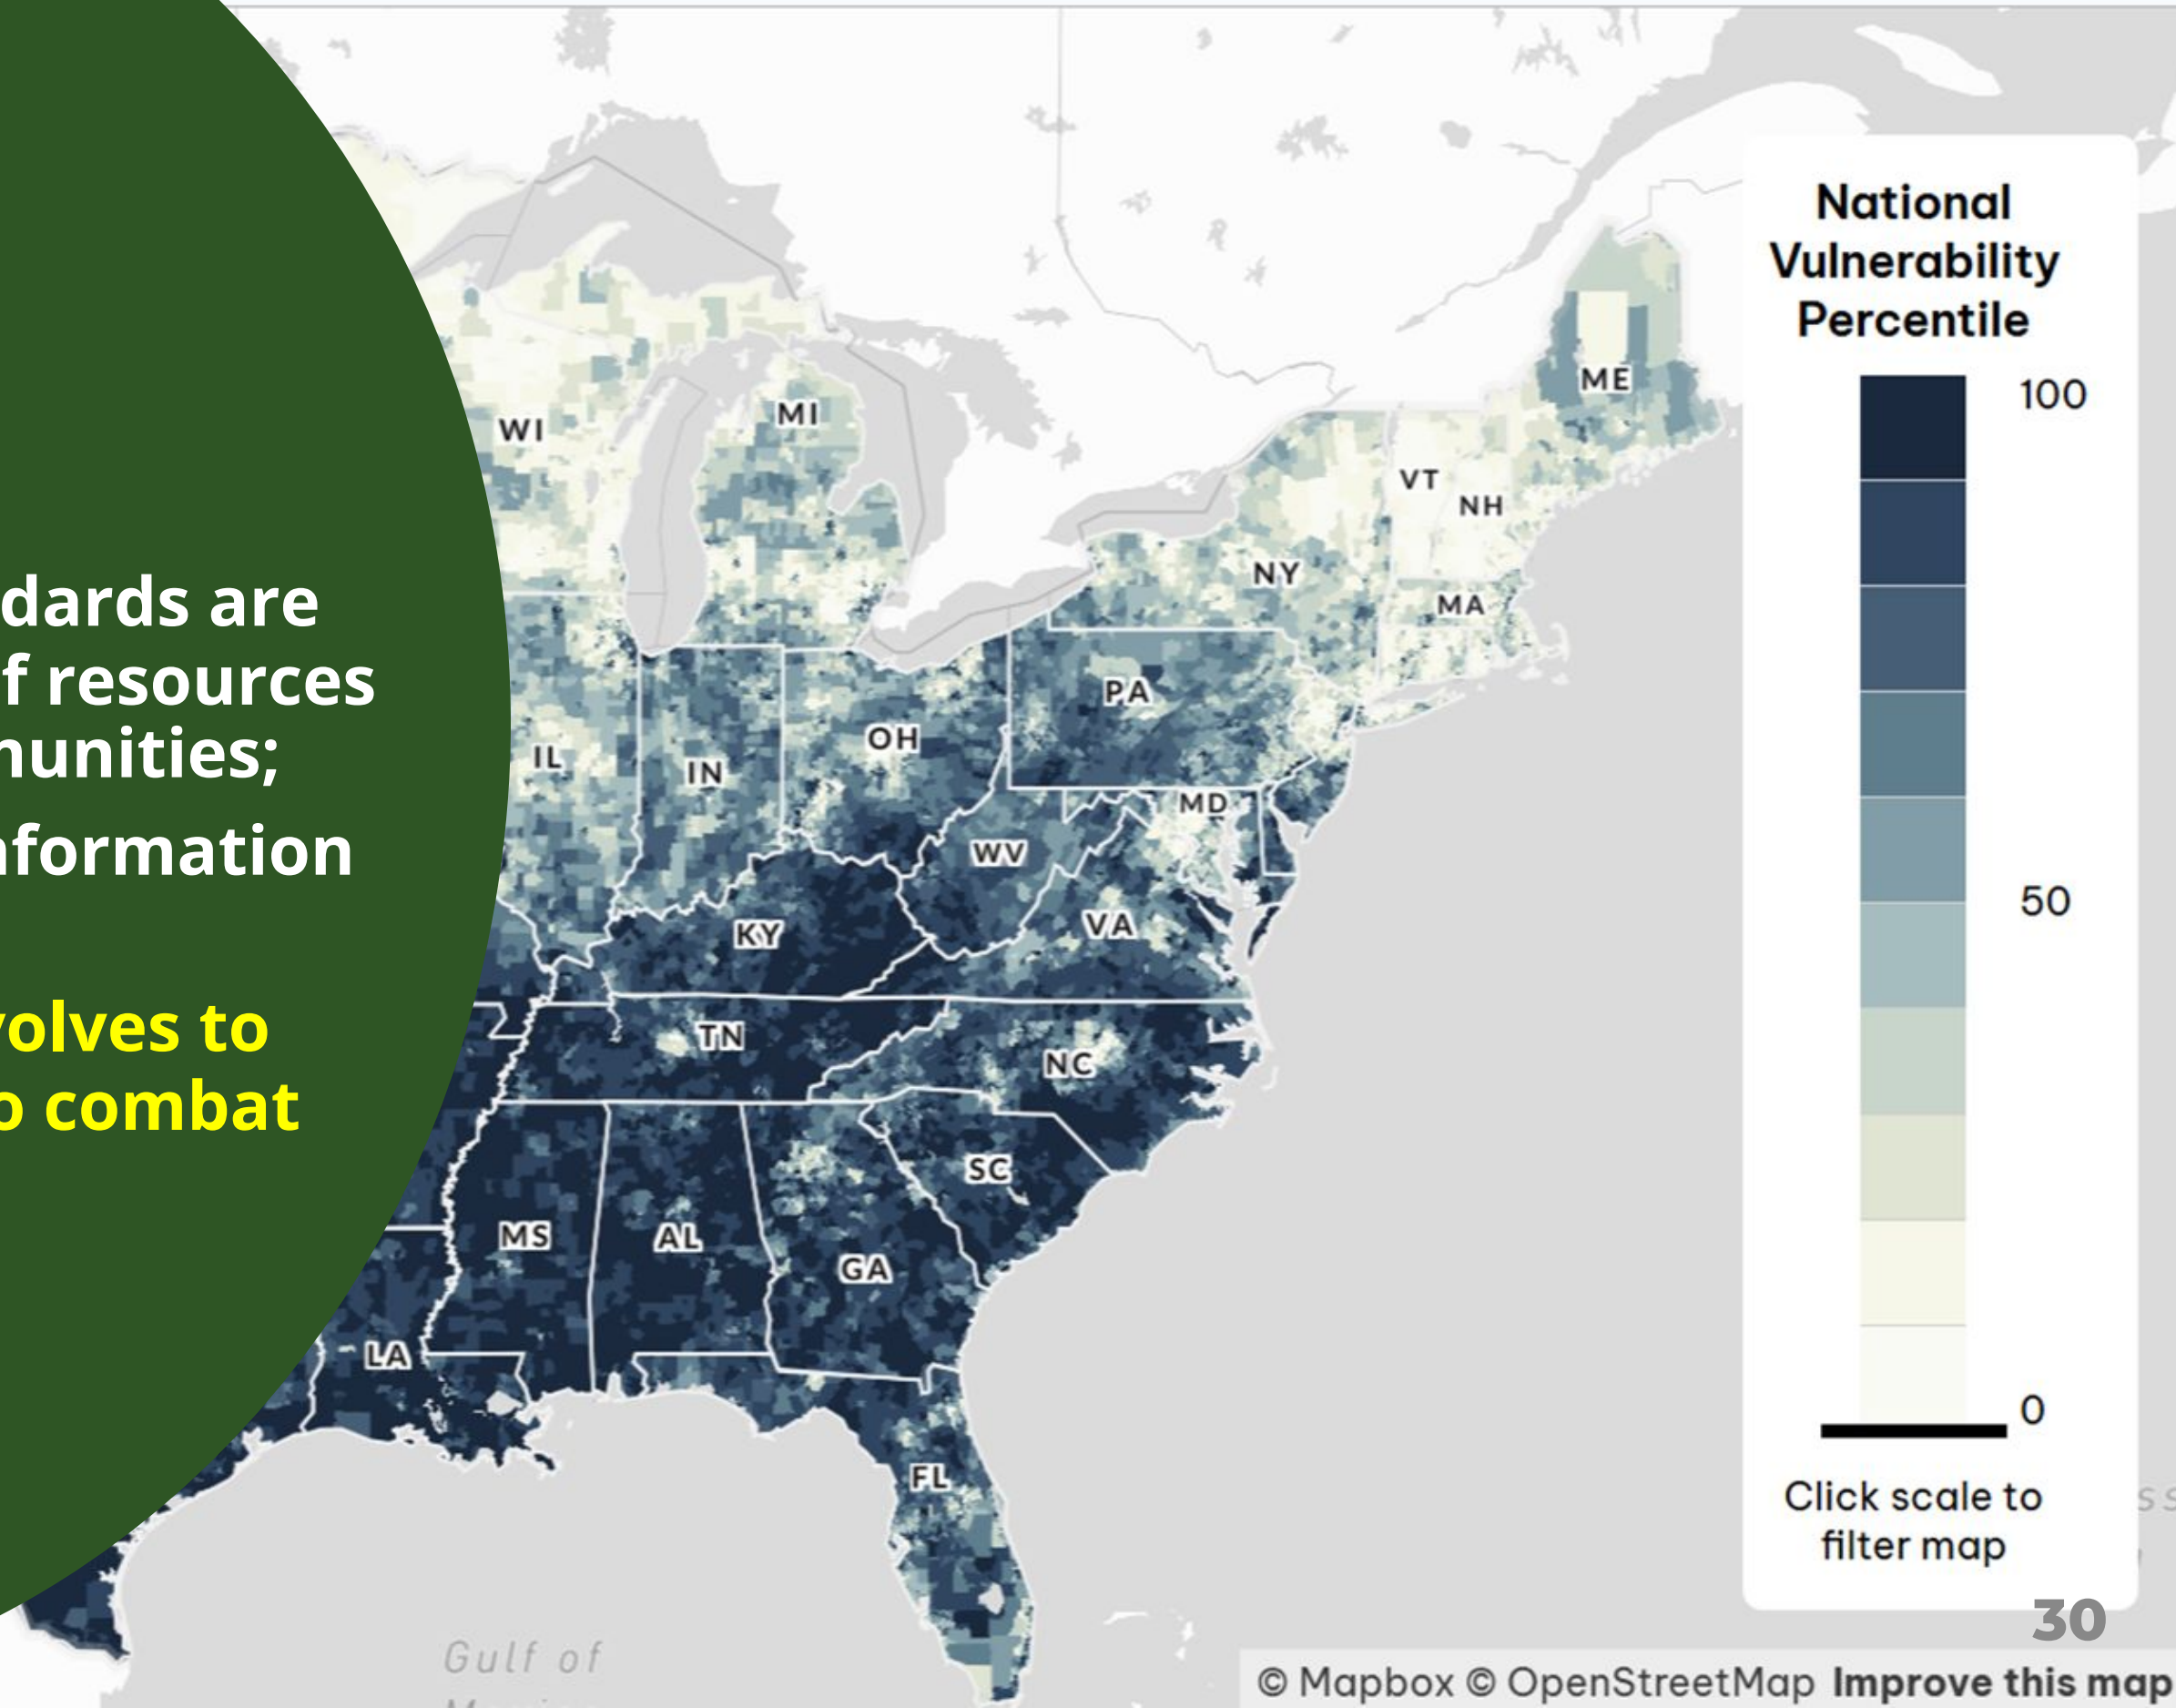 dards are
f resources
nunities;
nformation
volves to
o combat
National
Vulnerability
Percentile
100
50
0
Click scale to
filter map
ME
WI
MI
VT
NH
NY
MA
PA
OH
IL
IN
MD
WV
VA
KY
TN
NC
SC
MS
AL
GA
LA
FL
Gulf of
30
© Mapbox © OpenStreetMap Improve this map